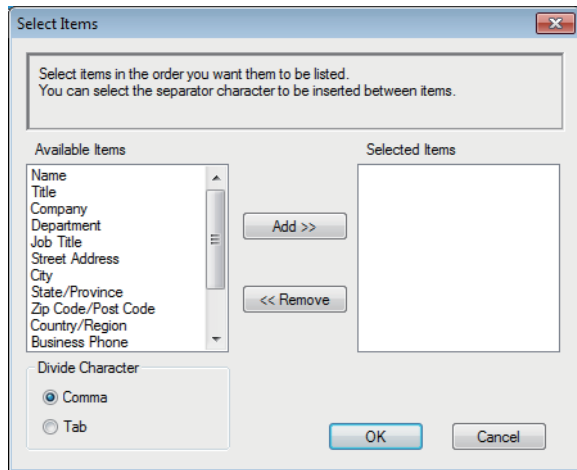 Select Items
Select items in the order you want them to be listed.
You can select the separator character to be inserted between items.
Available Items
Selected Items
Name
Title
Company
Department
Job Title
Street Address
City
State/Province
Zip Code/Post Code
Country/Region
Business Phone
Add >>
<< Remove
Divide Character
Comma
Tab
OK
Cancel